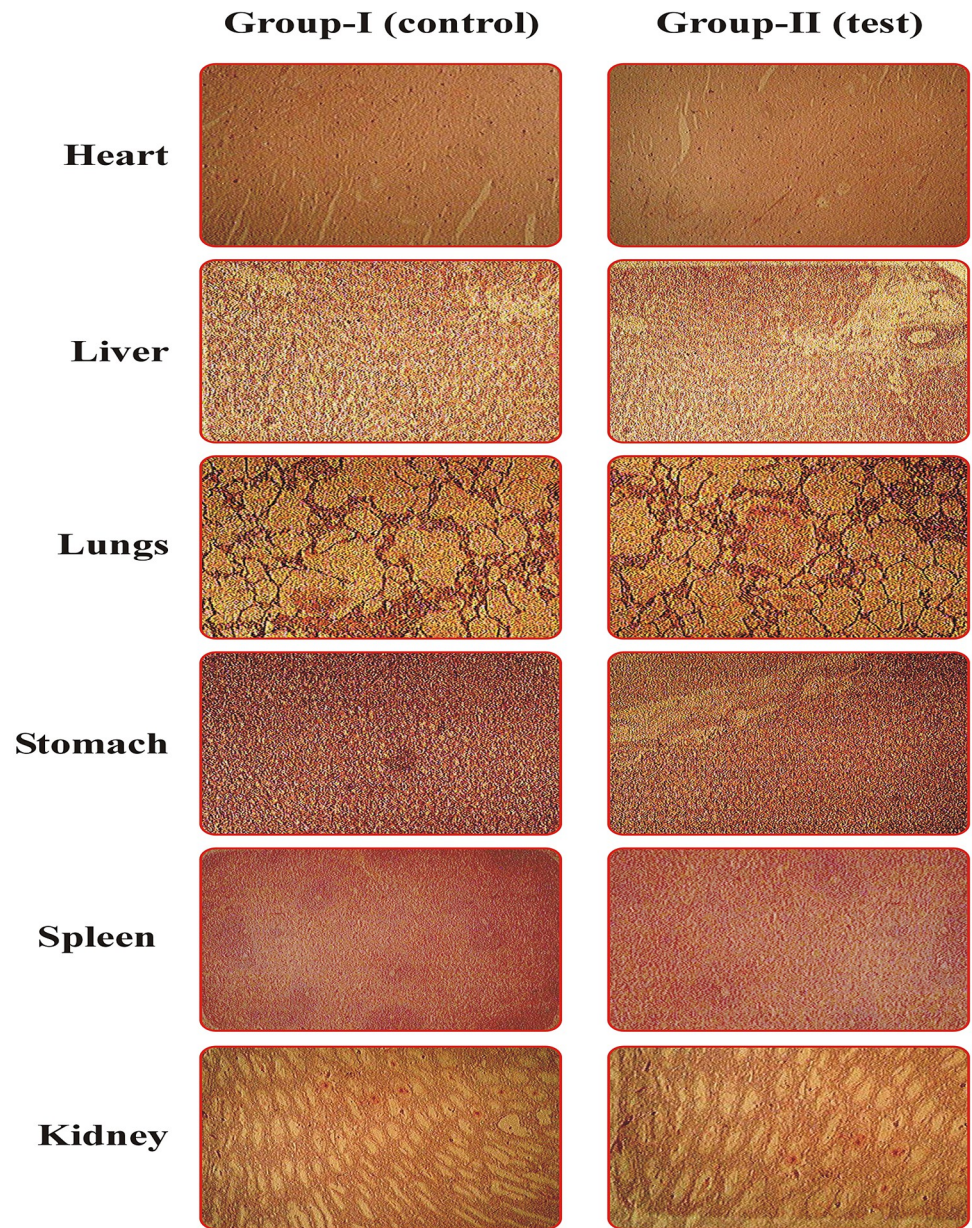 Group-I (control) Group-II (test)
Heart
Liver
Lungs
Stomach
Spleen
Kidney